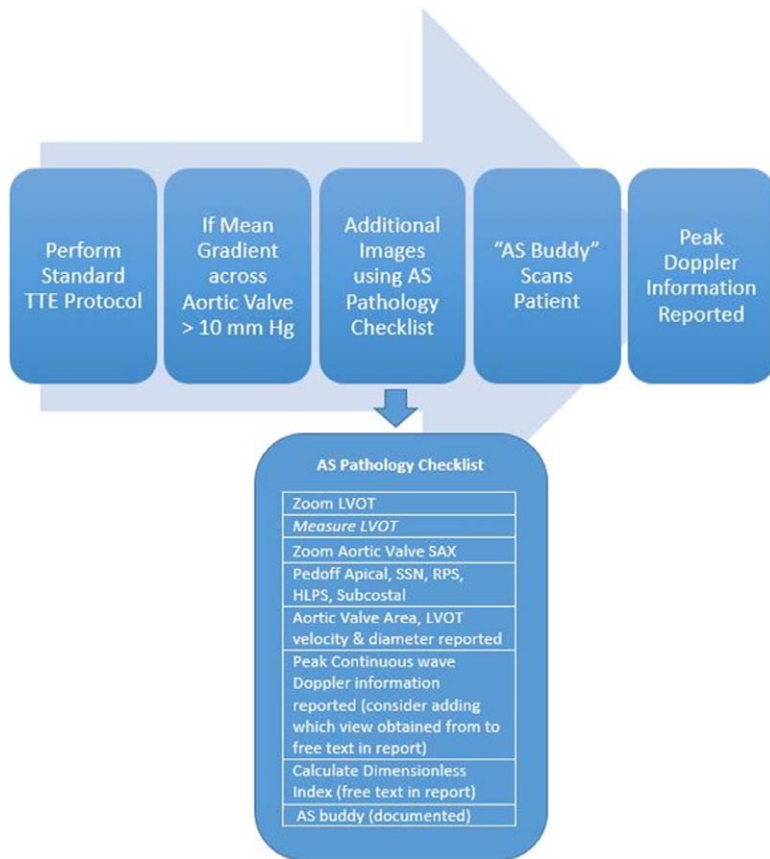 Perform
Standard
TTE Protocol
If Mean
Gradient
across
Aortic Valve
> 10 mm Hg
Additional
Images
using AS
Pathology
Checklist
“AS Buddy”
Scans
Patient
Peak
Doppler
Information
Reported
AS Pathology Checklist
Zoom LVOT
Measure LVOT
Zoom Aortic Valve SAX
Pedoff Apical, SSN, RPS,
HLPS, Subcostal
Aortic Valve Area, LVOT
velocity & diameter reported
Peak Continuous wave
Doppler information
reported (consider adding
which view obtained from to
free text in report)
Calculate Dimensionless
Index (free text in report)
AS buddy (documented)